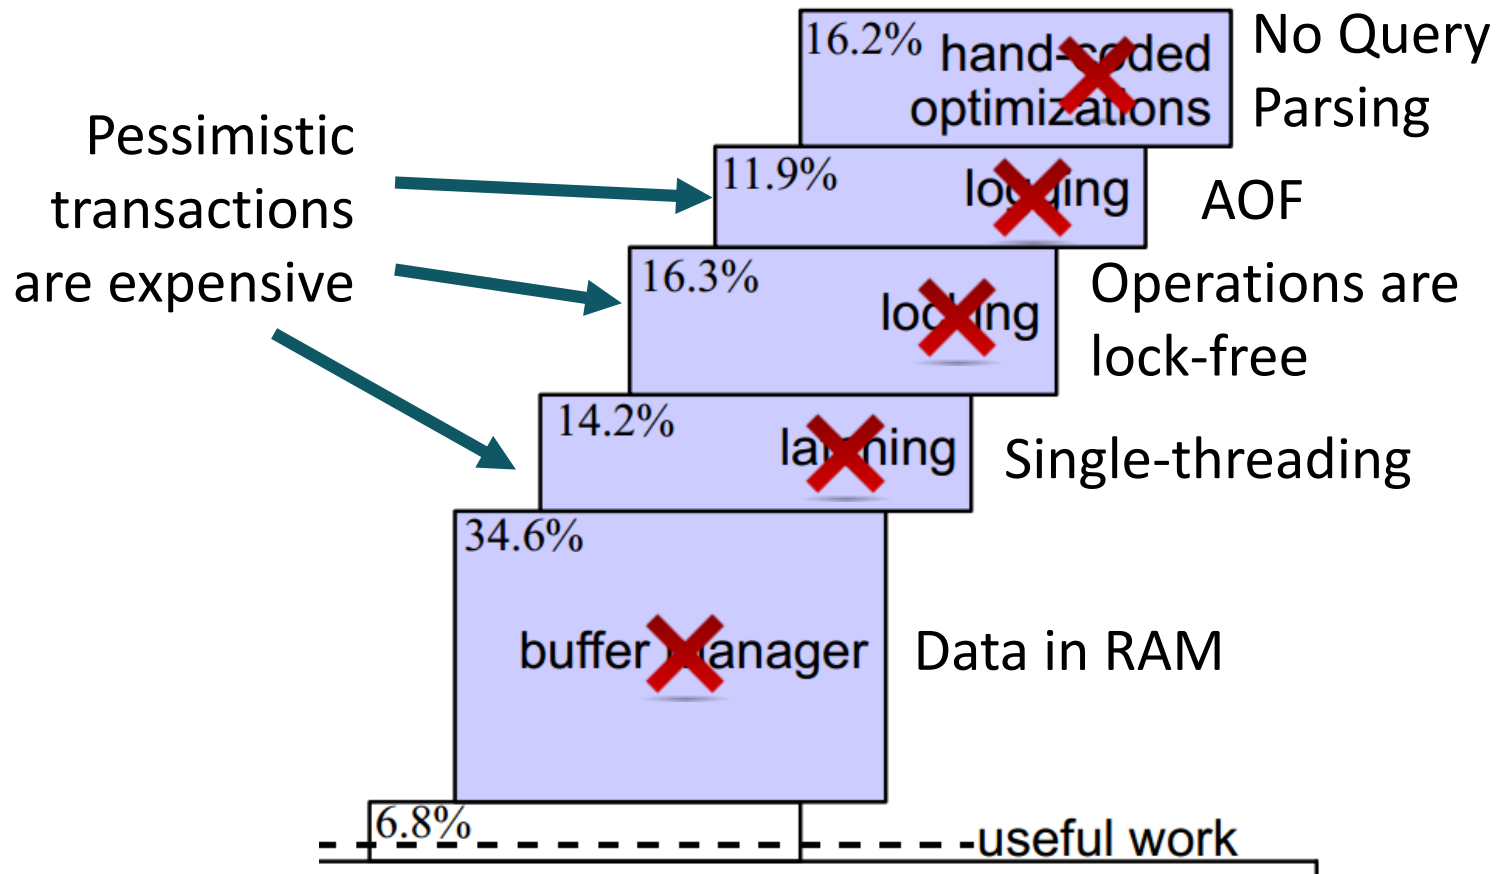 16.2%
hand-coded
optimizations
No Query
Parsing
Pessimistic
transactions
are expensive
11.9%
logging
AOF
16.3%
locking
Operations are
lock-free
14.2%
latching
Single-threading
34.6%
buffer manager
Data in RAM
6.8%
useful work